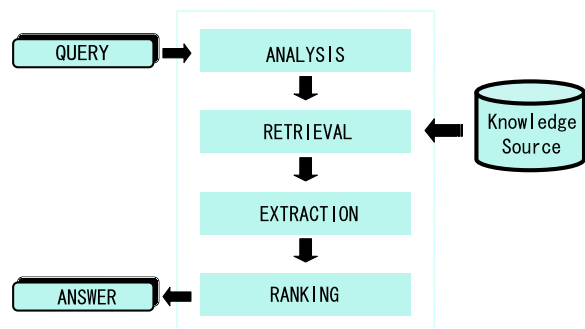 QUERY
ANALYSIS
RETRIEVAL
Knowledge
Source
EXTRACTION
RANKING
ANSWER